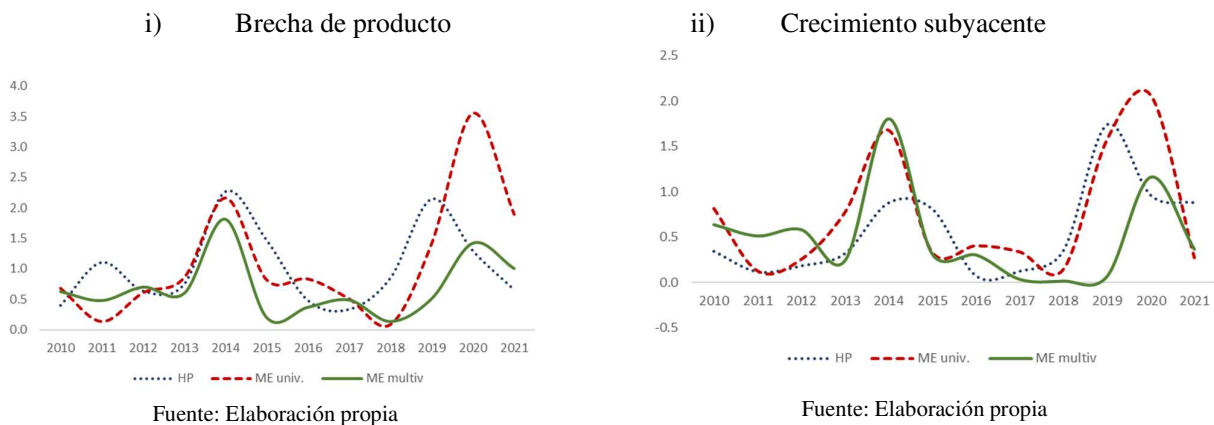 i) Brecha de producto
4.0
3.5
3.0
2.5
2.0
1.5
1.0
0.5
0.0
2010 2011 2012 2013 2014 2015 2016 2017 2018 2019 2020 2021
HP ME univ. ME multiv
Fuente: Elaboración propia
ii) Crecimiento subyacente
2.5
2.0
1.5
1.0
0.5
0.0
2010 2011 2012 2013 2014 2015 2016 2017 2018 2019 2020 2021
-0.5
HP ME univ. ME multiv
Fuente: Elaboración propia